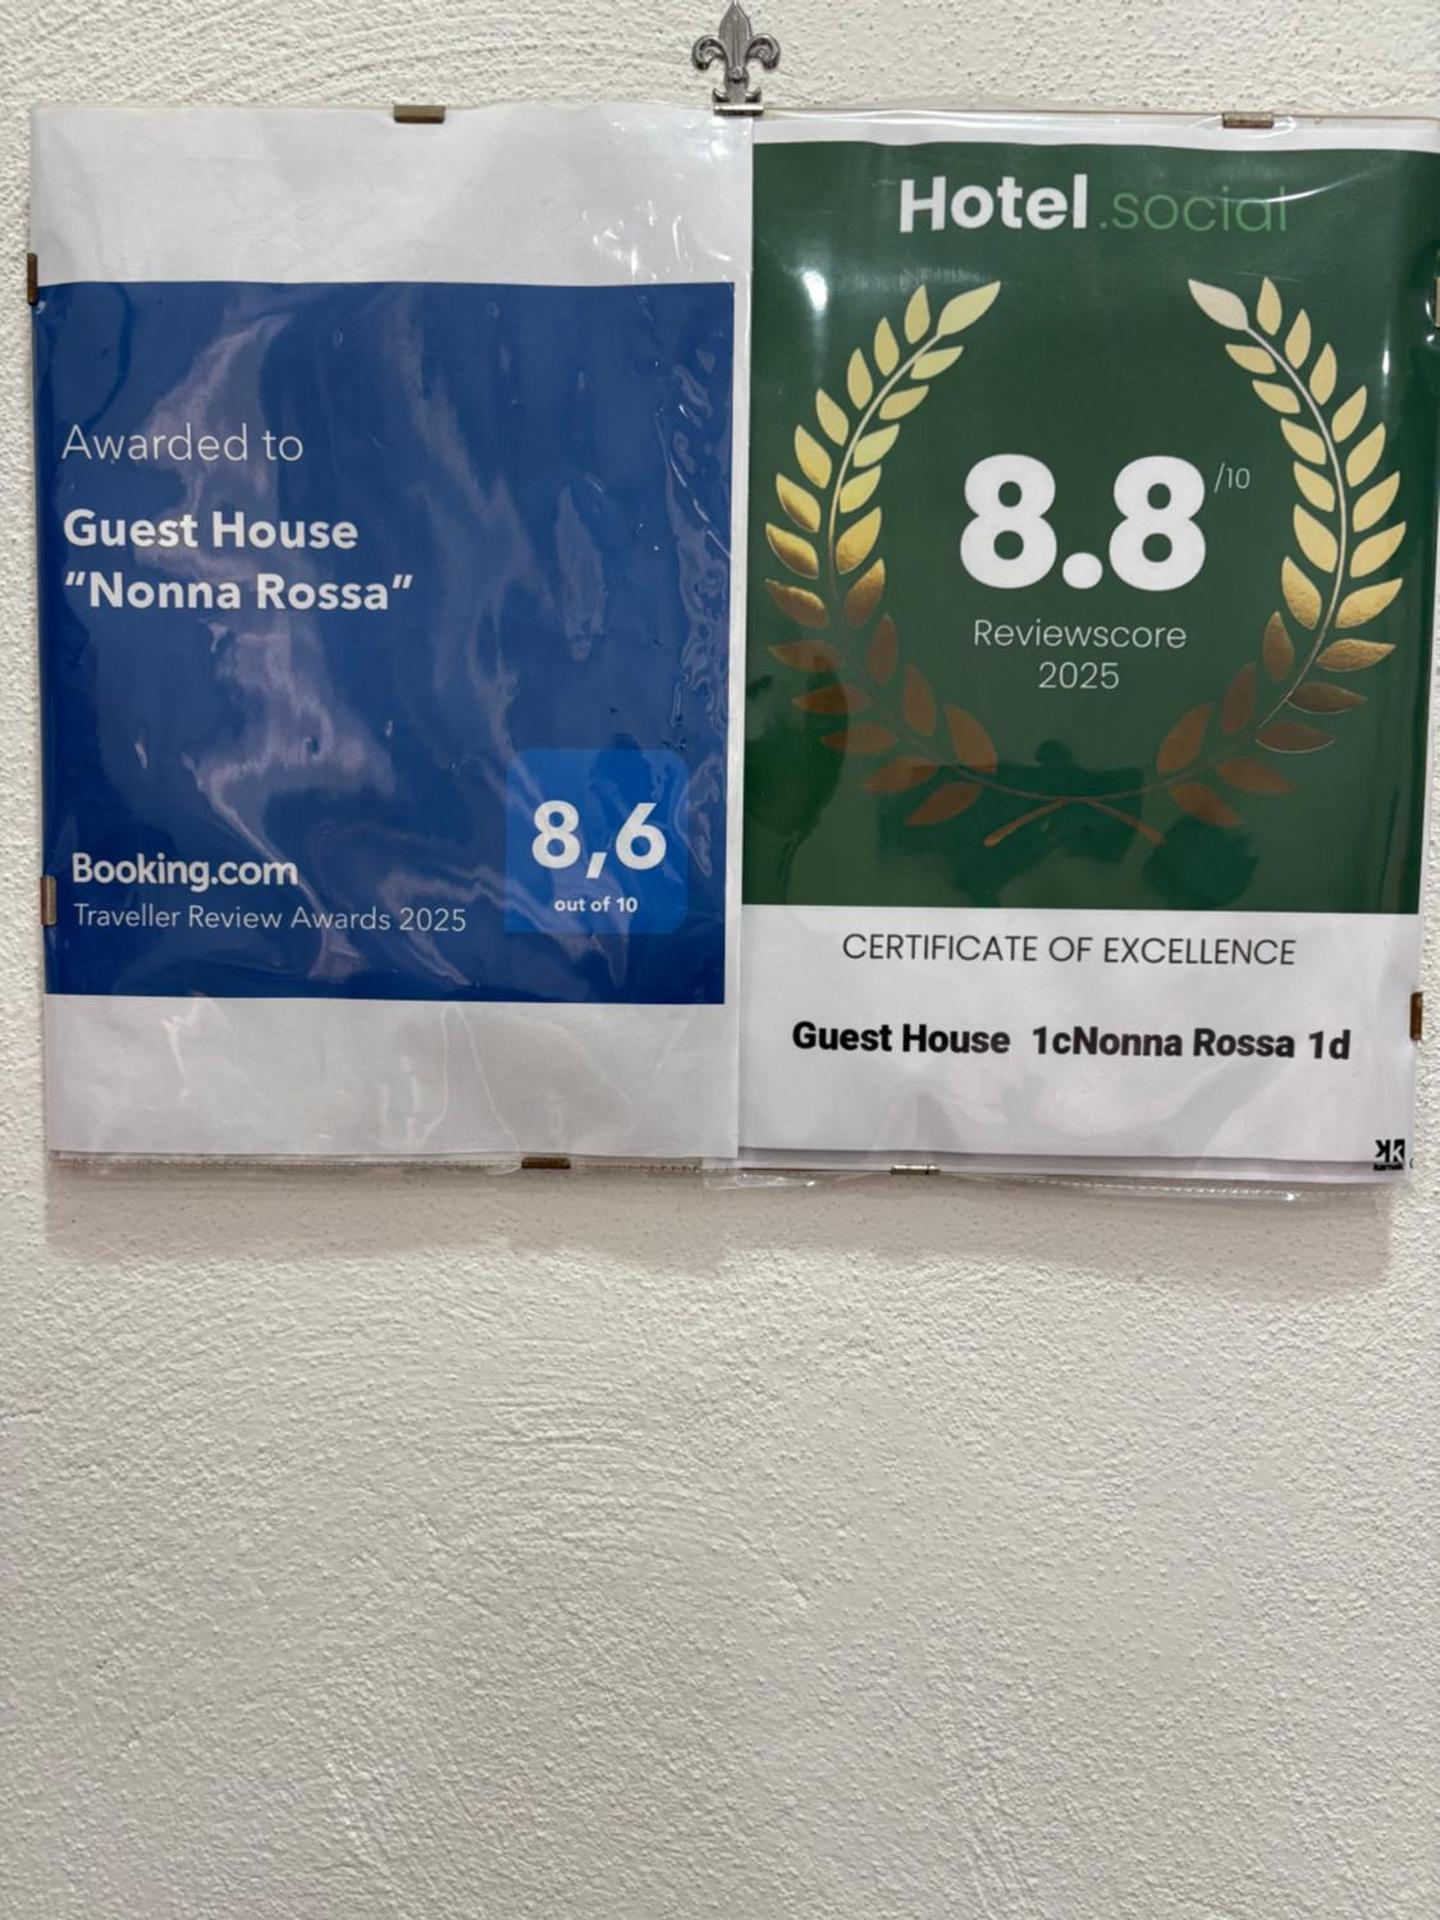 Awarded to
Guest House
“Nonna Rossa”
Booking.com
Traveller Review Awards 2025
8,6
out of 10
Hotel.social
8.8/10
Reviewscore
2025
CERTIFICATE OF EXCELLENCE
Guest House 1cNonna Rossa 1d